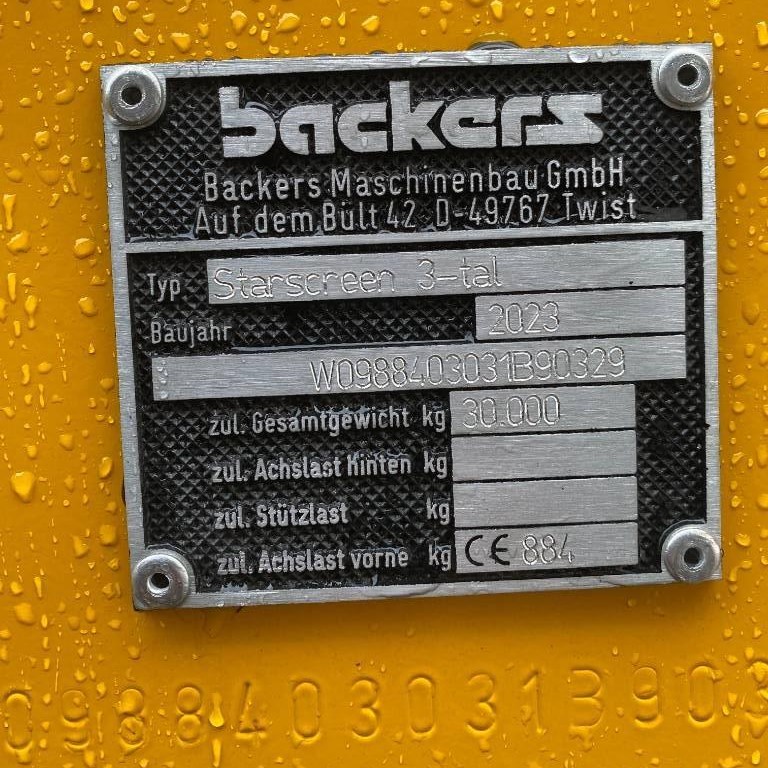 backers
Backers Maschinenbau GmbH
Auf dem Bült 42 D-49767 Twist
Typ Starscreen 3-tal
Baujahr 2023
W0988403031B90329
zul. Gesamtgewicht kg 30.000
zul. Achslast hinten kg
zul. Stützlast kg
zul. Achslast vorne kg CE 884
0988403031B903